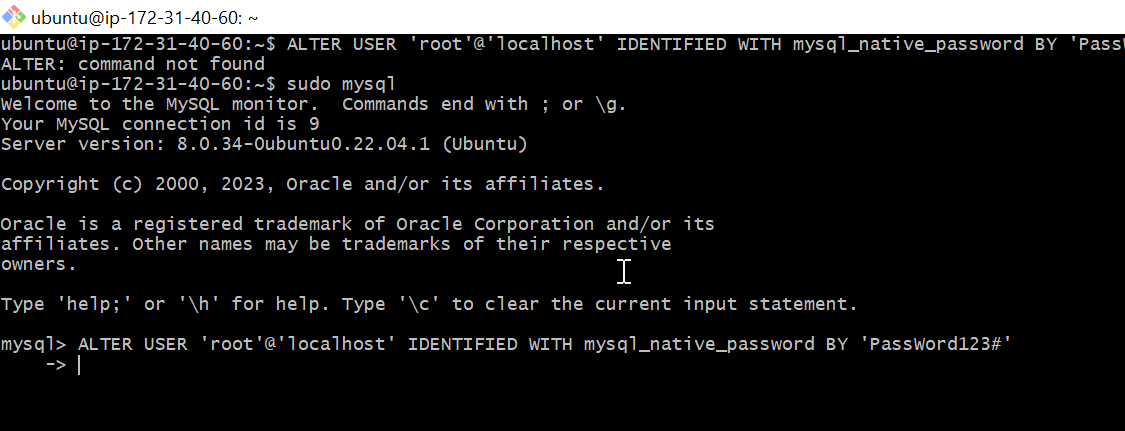 ubuntu@ip-172-31-40-60: ~
ubuntu@ip-172-31-40-60:~$ ALTER USER 'root'@'localhost' IDENTIFIED WITH mysql_native_password BY 'Pass
ALTER: command not found
ubuntu@ip-172-31-40-60:~$ sudo mysql
Welcome to the MySQL monitor.  Commands end with ; or \g.
Your MySQL connection id is 9
Server version: 8.0.34-0ubuntu0.22.04.1 (Ubuntu)
Copyright (c) 2000, 2023, Oracle and/or its affiliates.
Oracle is a registered trademark of Oracle Corporation and/or its
affiliates. Other names may be trademarks of their respective
owners.
Type 'help;' or '\h' for help. Type '\c' to clear the current input statement.
mysql> ALTER USER 'root'@'localhost' IDENTIFIED WITH mysql_native_password BY 'PassWord123#'
    ->